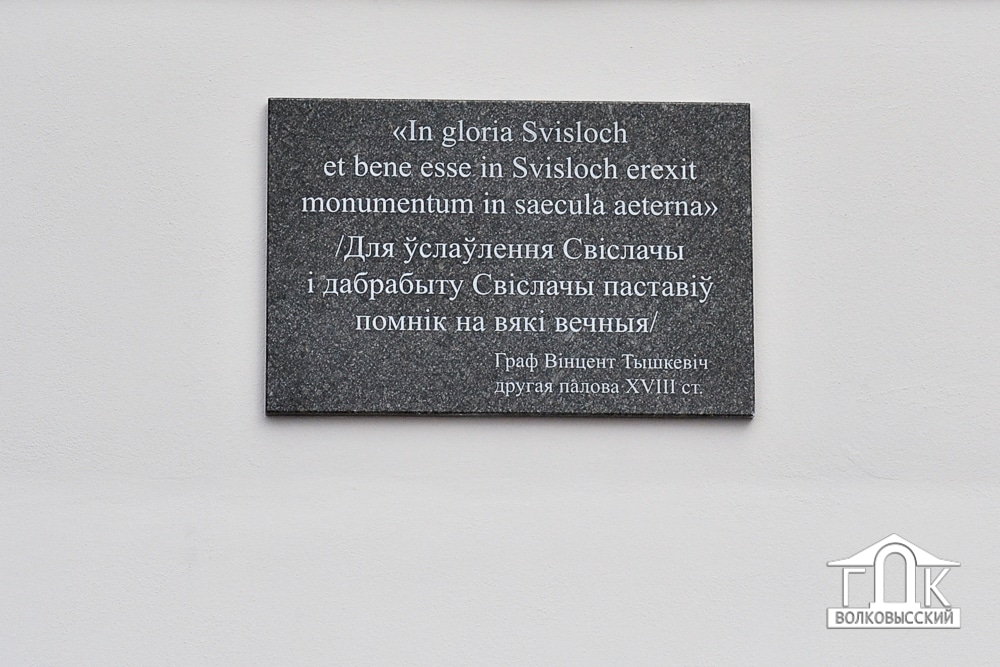 «In gloria Svisloch
et bene esse in Svisloch erexit
monumentum in saecula aeterna»
/Для ўслаўлення Свіслачы
і дабрабыту Свіслачы паставіў
помнік на вякі вечныя/
Граф Вінцент Тышкевіч
другая палова XVIII ст.
ГДК
ВОЛКОВЫССКИЙ